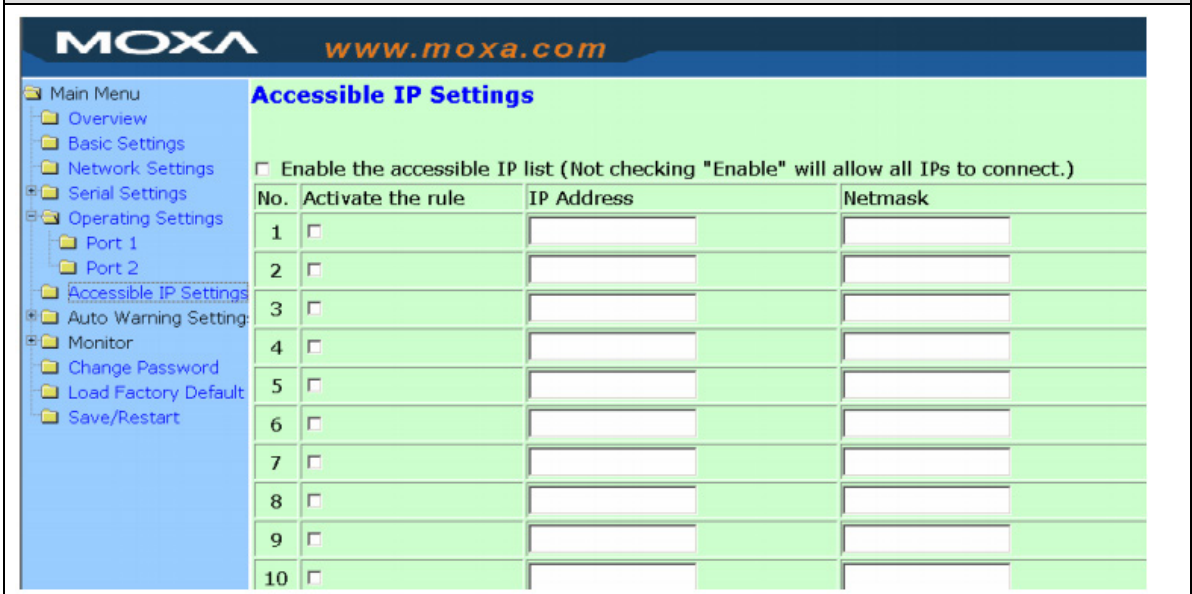 MOXA www.moxa.com
Main Menu
Overview
Basic Settings
Network Settings
Serial Settings
Operating Settings
Port 1
Port 2
Accessible IP Settings
Auto Warning Setting
Monitor
Change Password
Load Factory Default
Save/Restart
Accessible IP Settings
Enable the accessible IP list (Not checking "Enable" will allow all IPs to connect.)
No. Activate the rule IP Address Netmask
1
2
3
4
5
6
7
8
9
10